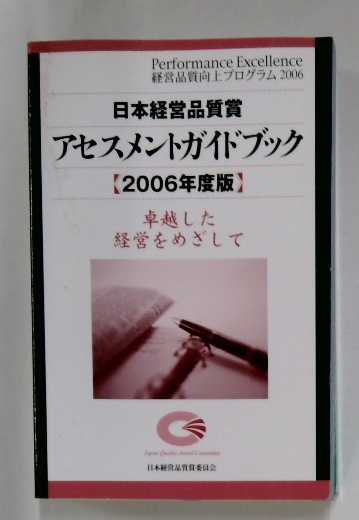 Performance Excellence
経営品質向上プログラム 2006
日本経営品質賞
アセスメントガイドブック
【2006年度版】
卓越した
経営をめざして
Japan Quality Award Committee
日本経営品質賞委員会